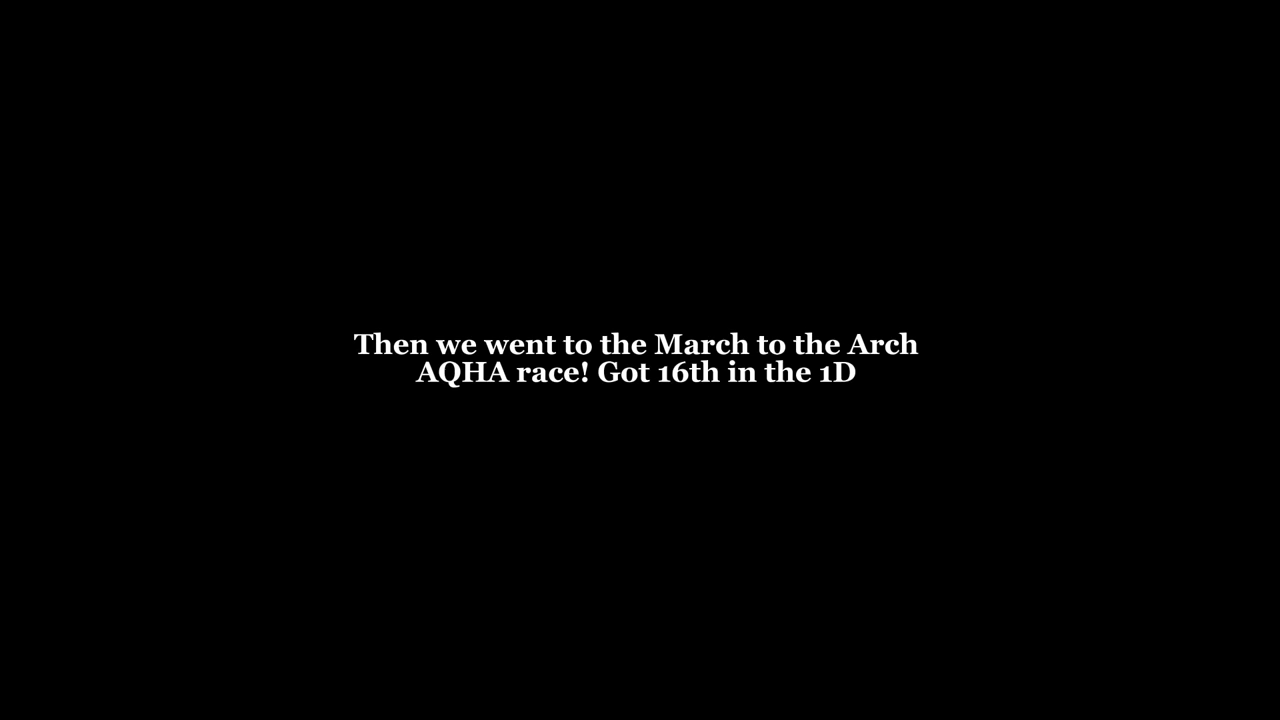 Then we went to the March to the Arch
AQHA race! Got 16th in the 1D